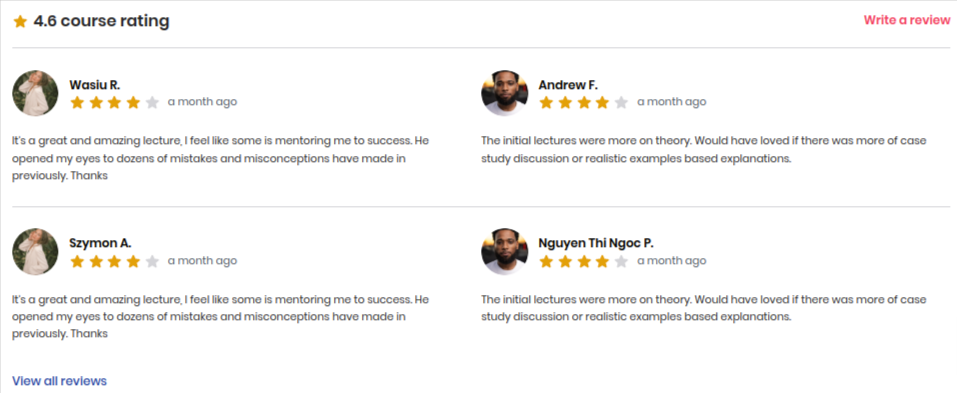 4.6 course rating
Write a review
Wasiu R.
a month ago
It's a great and amazing lecture, I feel like some is mentoring me to success. He
opened my eyes to dozens of mistakes and misconceptions have made in
previously. Thanks
Andrew F.
a month ago
The initial lectures were more on theory. Would have loved if there was more of case
study discussion or realistic examples based explanations.
Szymon A.
a month ago
It's a great and amazing lecture, I feel like some is mentoring me to success. He
opened my eyes to dozens of mistakes and misconceptions have made in
previously. Thanks
Nguyen Thi Ngoc P.
a month ago
The initial lectures were more on theory. Would have loved if there was more of case
study discussion or realistic examples based explanations.
View all reviews